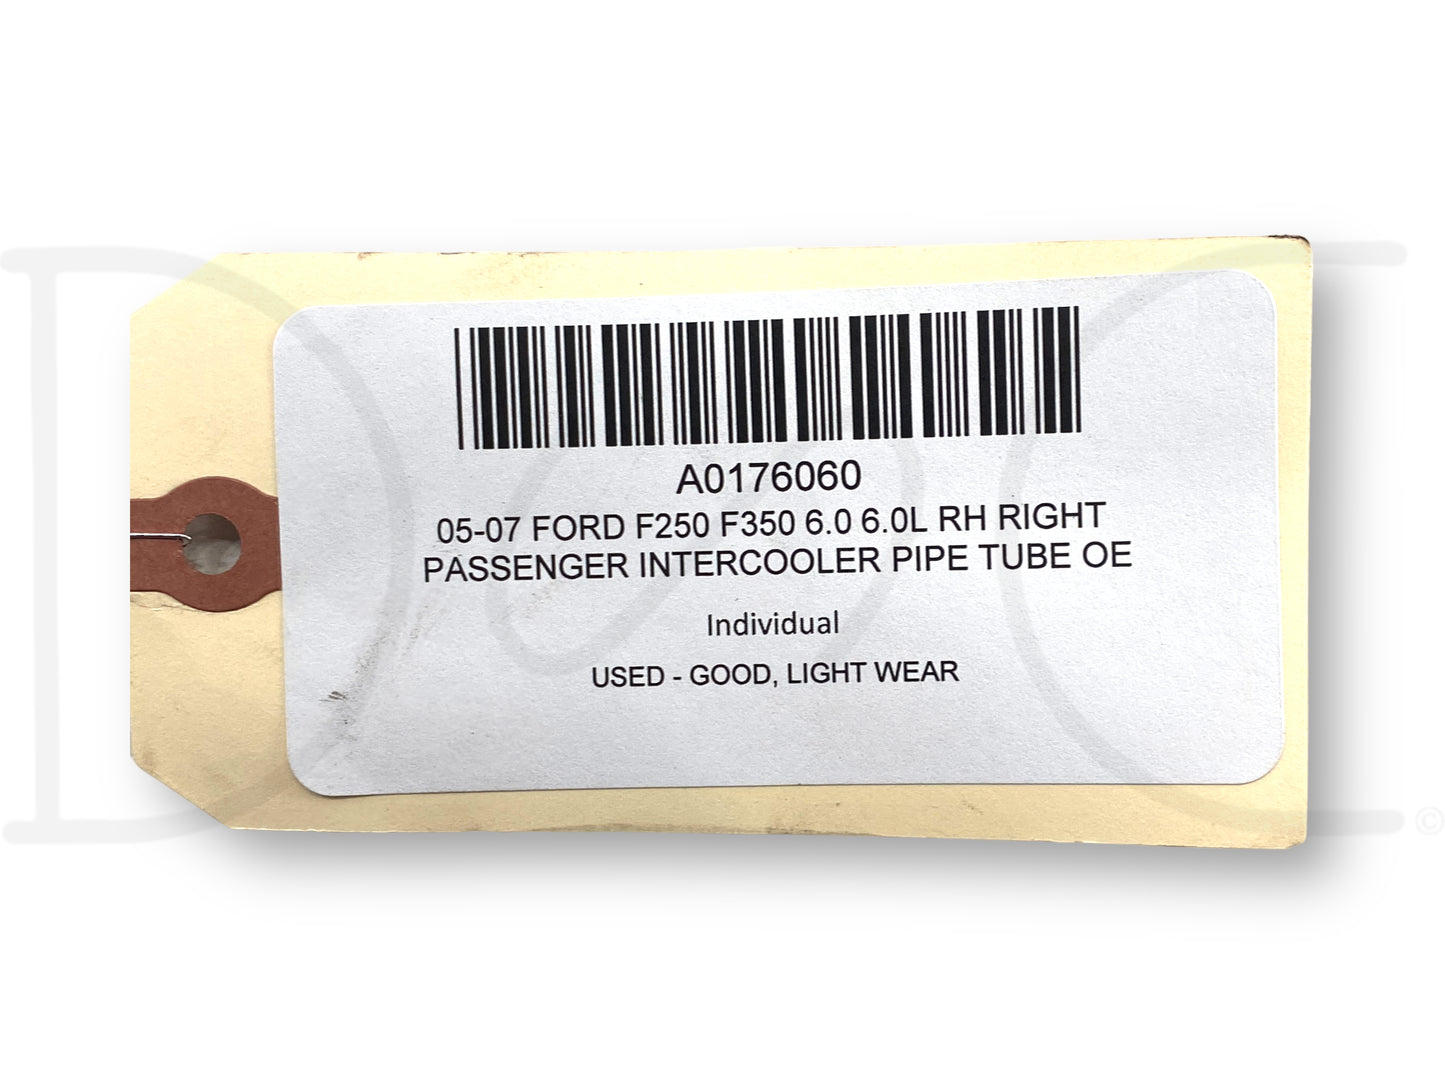 A0176060
05-07 FORD F250 F350 6.0 6.0L RH RIGHT
PASSENGER INTERCOOLER PIPE TUBE OE
Individual
USED - GOOD, LIGHT WEAR
D C ©